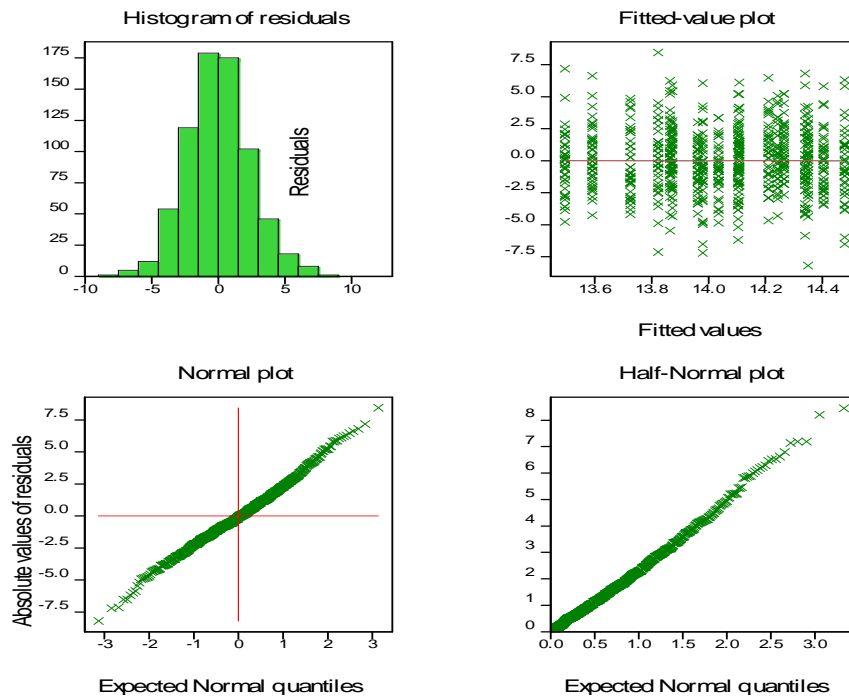 Histogram of residuals
175
150
125
100
75
50
25
0
-10 -5 0 5 10
Residuals
Fitted-value plot
7.5
5.0
2.5
0.0
-2.5
-5.0
-7.5
13.6 13.8 14.0 14.2 14.4
Fitted values
Normal plot
Absolute values of residuals
7.5
5.0
2.5
0.0
-2.5
-5.0
-7.5
-3 -2 -1 0 1 2 3
Expected Normal quantiles
Half-Normal plot
8
7
6
5
4
3
2
1
0
0.0 0.5 1.0 1.5 2.0 2.5 3.0
Expected Normal quantiles